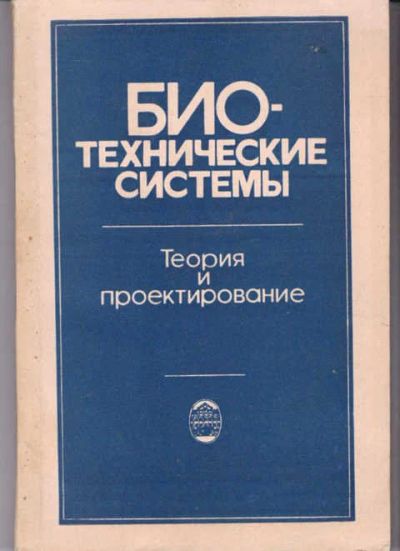 БИО-
ТЕХНИЧЕСКИЕ
СИСТЕМЫ
Теория
и
проектирование